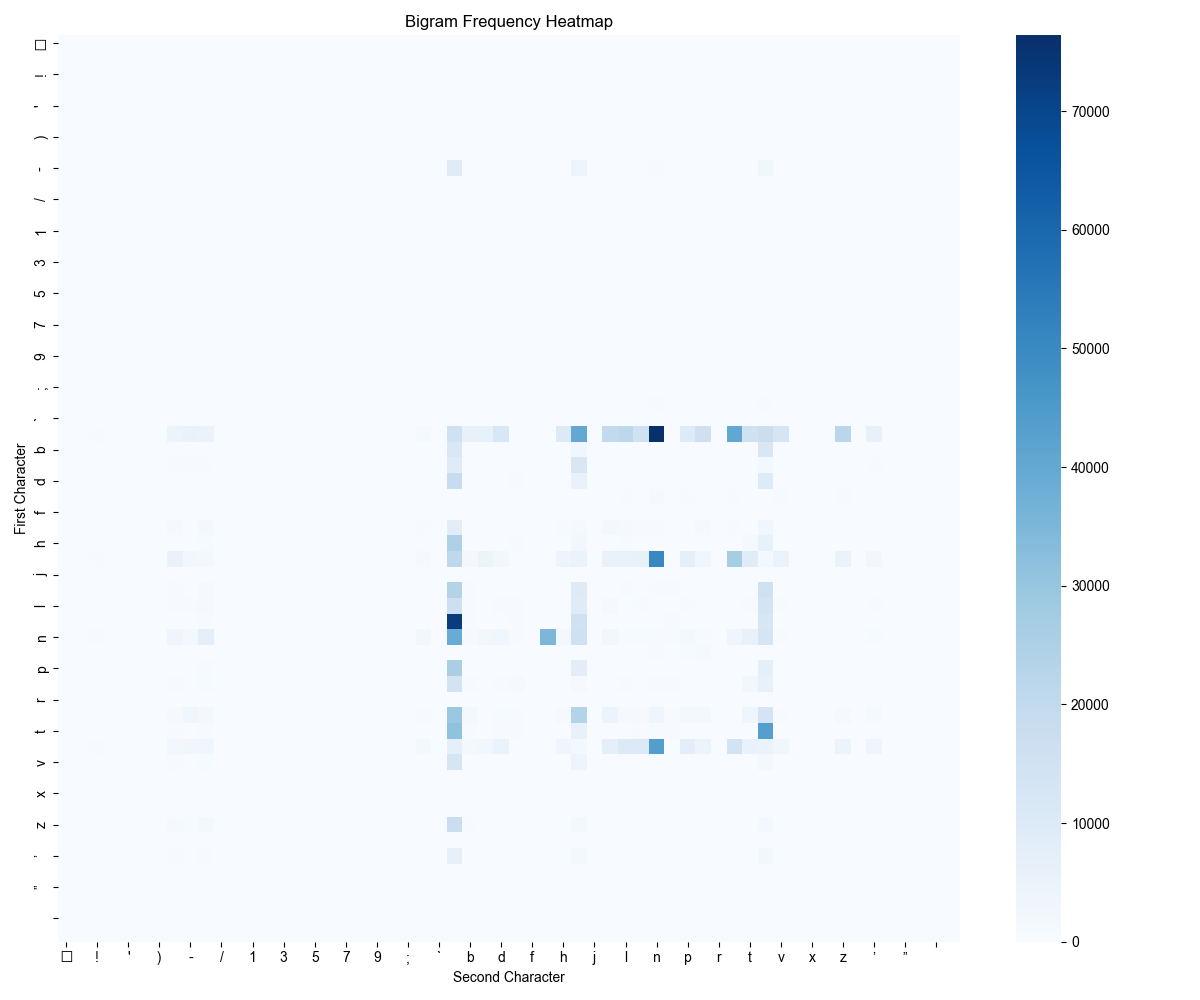 Bigram Frequency Heatmap
□
!
'
)
-
/
1
3
5
7
9
;
`
b
d
f
h
j
l
n
p
r
t
v
x
z
’
”
First Character
□ ! ' ) - / 1 3 5 7 9 ; ` b d f h j l n p r t v x z ’ ”
Second Character
70000
60000
50000
40000
30000
20000
10000
0